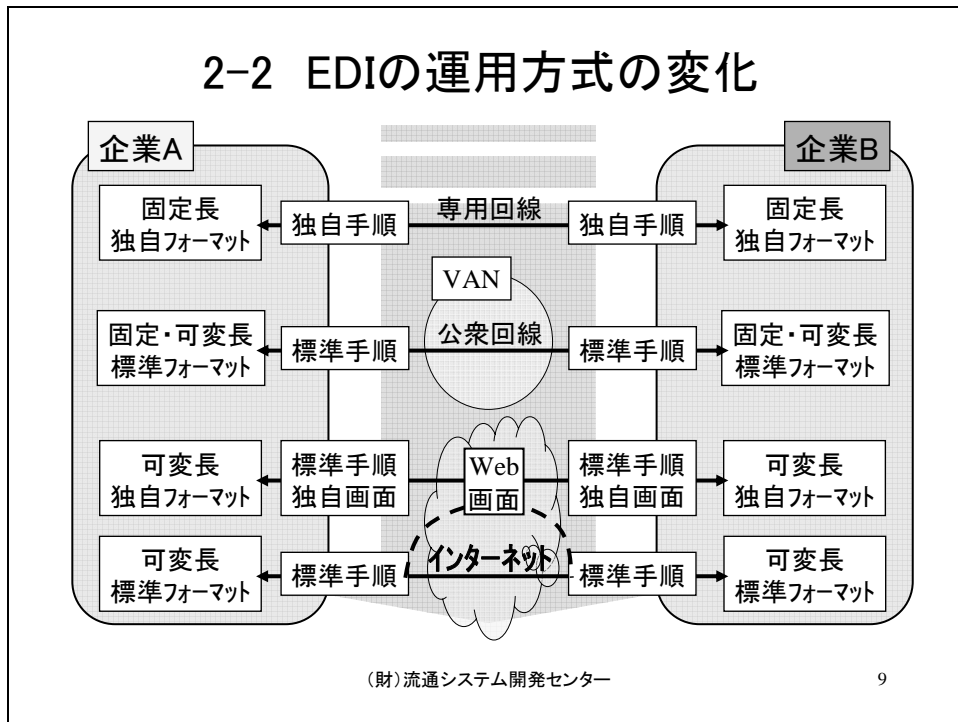 2-2 EDIの運用方式の変化
企業A
企業B
固定長
独自フォーマット
独自手順
専用回線
独自手順
固定長
独自フォーマット
VAN
固定・可変長
標準フォーマット
標準手順
公衆回線
標準手順
固定・可変長
標準フォーマット
可変長
独自フォーマット
標準手順
独自画面
Web
画面
標準手順
独自画面
可変長
独自フォーマット
可変長
標準フォーマット
標準手順
インターネット
標準手順
可変長
標準フォーマット
(財)流通システム開発センター
9